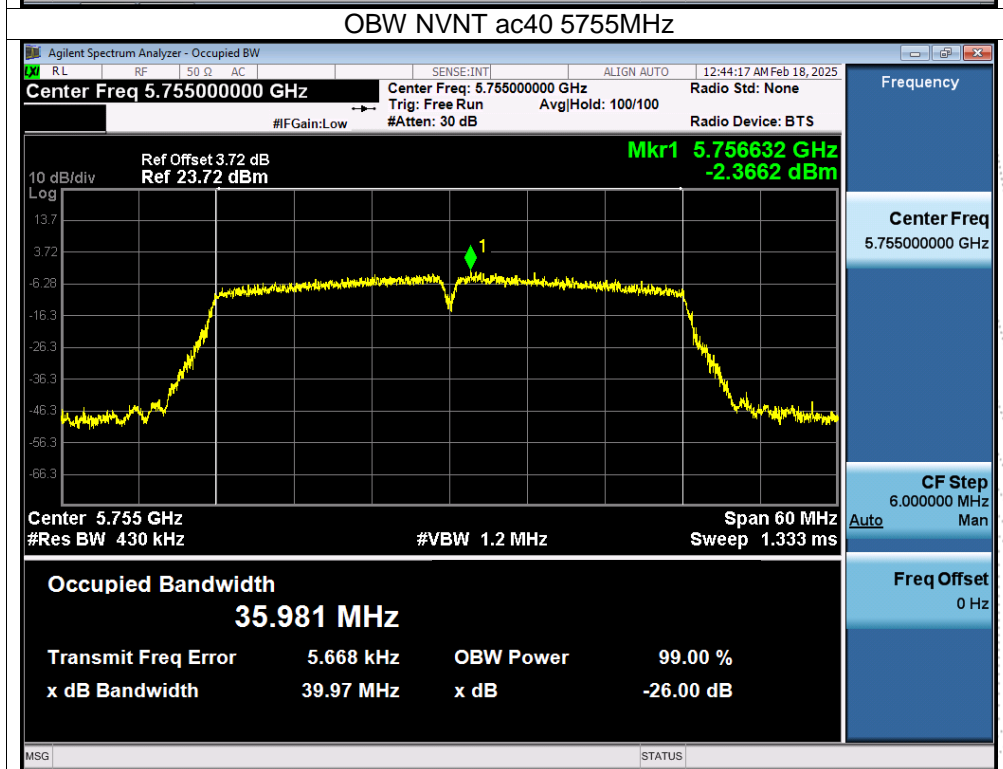 OBW NVNT ac40 5755MHz
Agilent Spectrum Analyzer - Occupied BW
LXI RL RF 50 Ω AC SENSE:INT ALIGN AUTO 12:44:17 AM Feb 18, 2025
Center Freq 5.755000000 GHz
Center Freq: 5.755000000 GHz
Radio Std: None
Trig: Free Run Avg|Hold: 100/100
#IFGain:Low #Atten: 30 dB Radio Device: BTS
Frequency
Mkr1 5.756632 GHz
-2.3662 dBm
Ref Offset 3.72 dB
10 dB/div Ref 23.72 dBm
Log
13.7
3.72
-6.28
-16.3
-26.3
-36.3
-46.3
-56.3
-66.3
1
Center 5.755 GHz Span 60 MHz
#Res BW 430 kHz #VBW 1.2 MHz Sweep 1.333 ms
Center Freq
5.755000000 GHz
CF Step
6.000000 MHz
Auto Man
Freq Offset
0 Hz
Occupied Bandwidth
35.981 MHz
Transmit Freq Error 5.668 kHz OBW Power 99.00 %
x dB Bandwidth 39.97 MHz x dB -26.00 dB
MSG STATUS